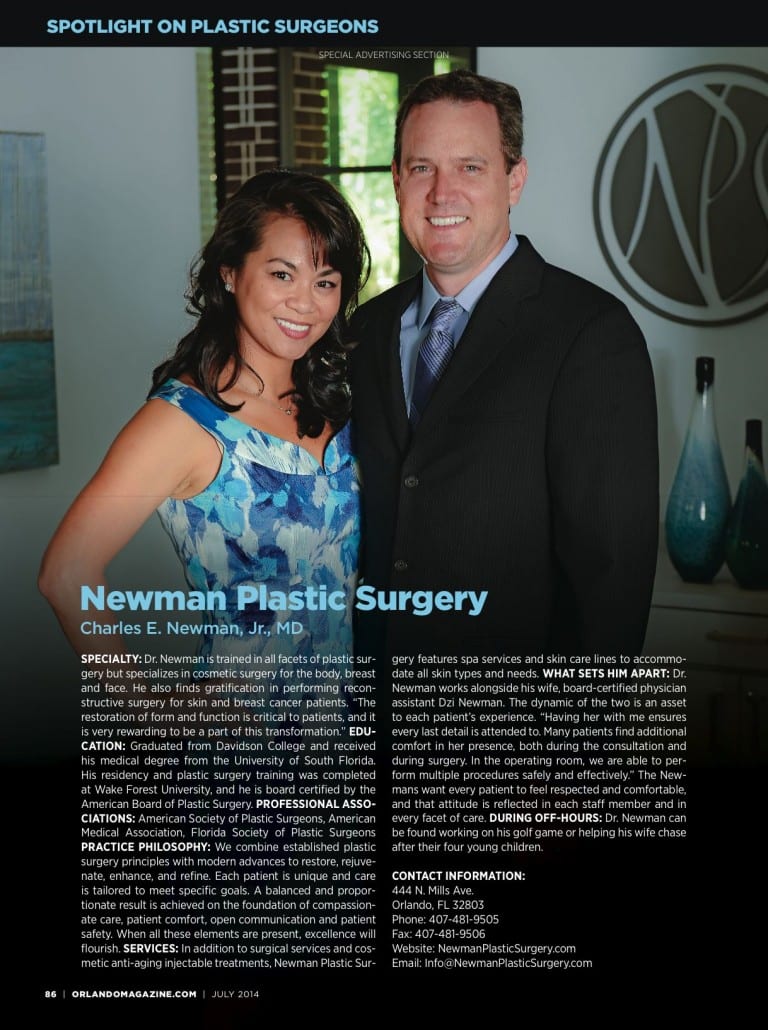 SPOTLIGHT ON PLASTIC SURGEONS
SPECIAL ADVERTISING SECTION
NPS
Newman Plastic Surgery
Charles E. Newman, Jr., MD
SPECIALTY: Dr. Newman is trained in all facets of plastic sur-
gery but specializes in cosmetic surgery for the body, breast
and face. He also finds gratification in performing recon-
structive surgery for skin and breast cancer patients. “The
restoration of form and function is critical to patients, and it
is very rewarding to be a part of this transformation.” EDU-
CATION: Graduated from Davidson College and received
his medical degree from the University of South Florida.
His residency and plastic surgery training was completed
at Wake Forest University, and he is board certified by the
American Board of Plastic Surgery. PROFESSIONAL ASSO-
CIATIONS: American Society of Plastic Surgeons, American
Medical Association, Florida Society of Plastic Surgeons
PRACTICE PHILOSOPHY: We combine established plastic
surgery principles with modern advances to restore, rejuve-
nate, enhance, and refine. Each patient is unique and care
is tailored to meet specific goals. A balanced and propor-
tionate result is achieved on the foundation of compassion-
ate care, patient comfort, open communication and patient
safety. When all these elements are present, excellence will
flourish. SERVICES: In addition to surgical services and cos-
metic anti-aging injectable treatments, Newman Plastic Sur-
gery features spa services and skin care lines to accommo-
date all skin types and needs. WHAT SETS HIM APART: Dr.
Newman works alongside his wife, board-certified physician
assistant Dzi Newman. The dynamic of the two is an asset
to each patient’s experience. “Having her with me ensures
every last detail is attended to. Many patients find additional
comfort in her presence, both during the consultation and
during surgery. In the operating room, we are able to per-
form multiple procedures safely and effectively.” The New-
mans want every patient to feel respected and comfortable,
and that attitude is reflected in each staff member and in
every facet of care. DURING OFF-HOURS: Dr. Newman can
be found working on his golf game or helping his wife chase
after their four young children.
CONTACT INFORMATION:
444 N. Mills Ave.
Orlando, FL 32803
Phone: 407-481-9505
Fax: 407-481-9506
Website: NewmanPlasticSurgery.com
Email: Info@NewmanPlasticSurgery.com
86 | ORLANDOMAGAZINE.COM | JULY 2014